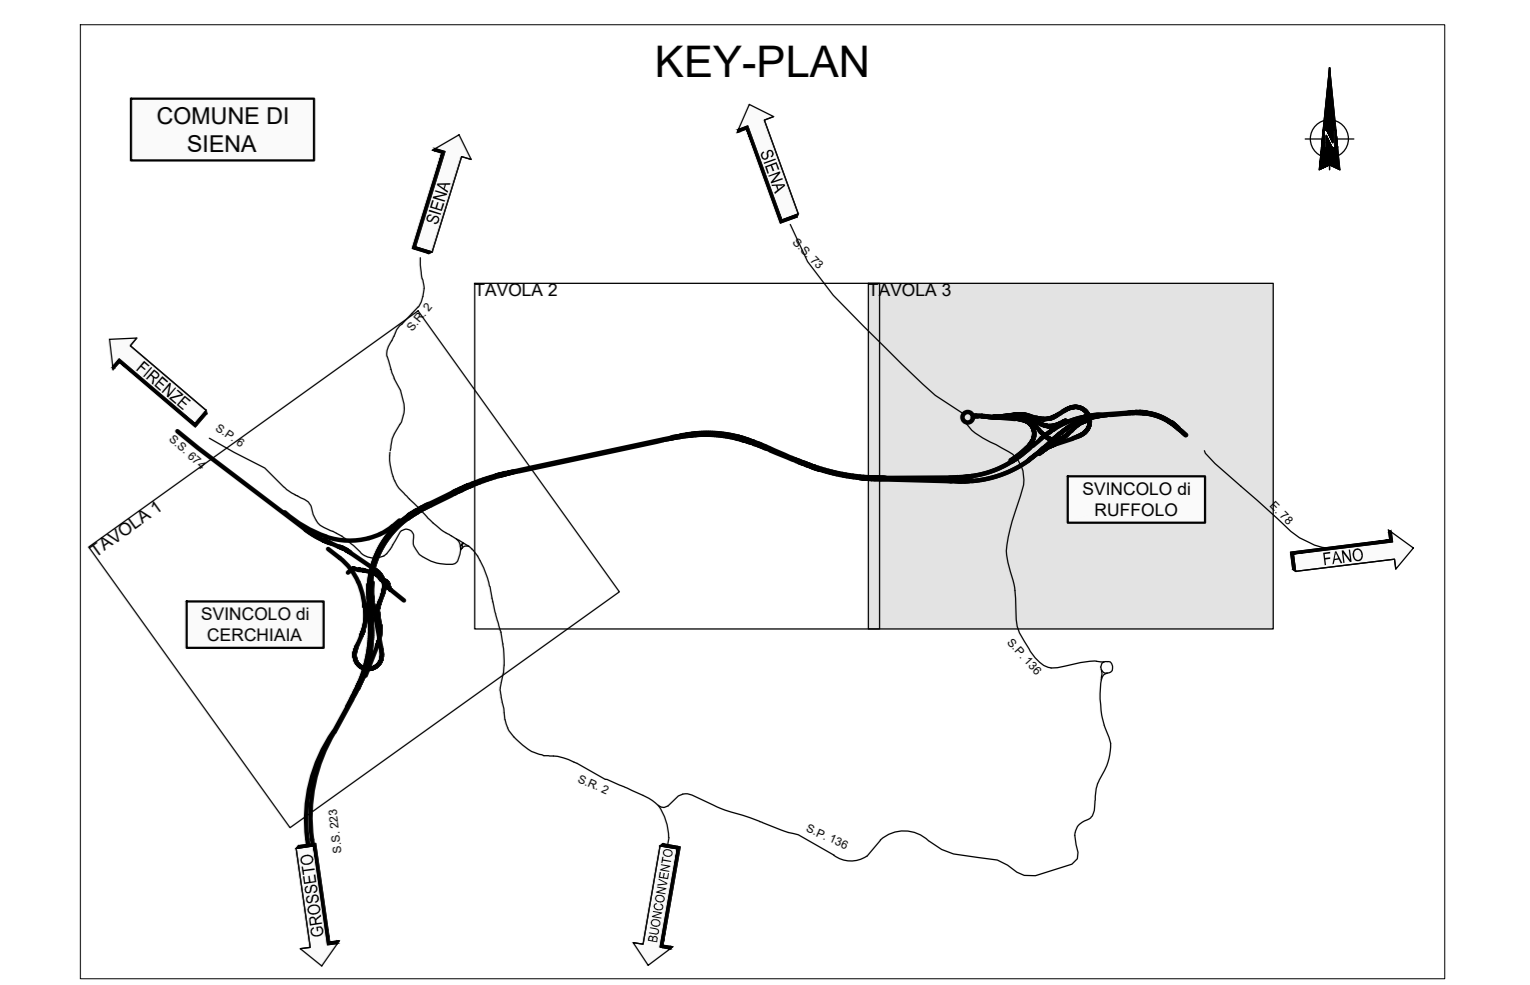 KEY-PLAN
COMUNE DI
SIENA
SIENA
SIENA
S.S. 73
TAVOLA 2
TAVOLA 3
S.R. 2
FIRENZE
S.P. 6
S.S. 674
TAVOLA 1
SVINCOLO di
RUFFOLO
E. 78
FANO
SVINCOLO di
CERCHIAIA
S.P. 136
S.R. 2
S.S. 223
S.P. 136
GROSSETO
BUONCONVENTO